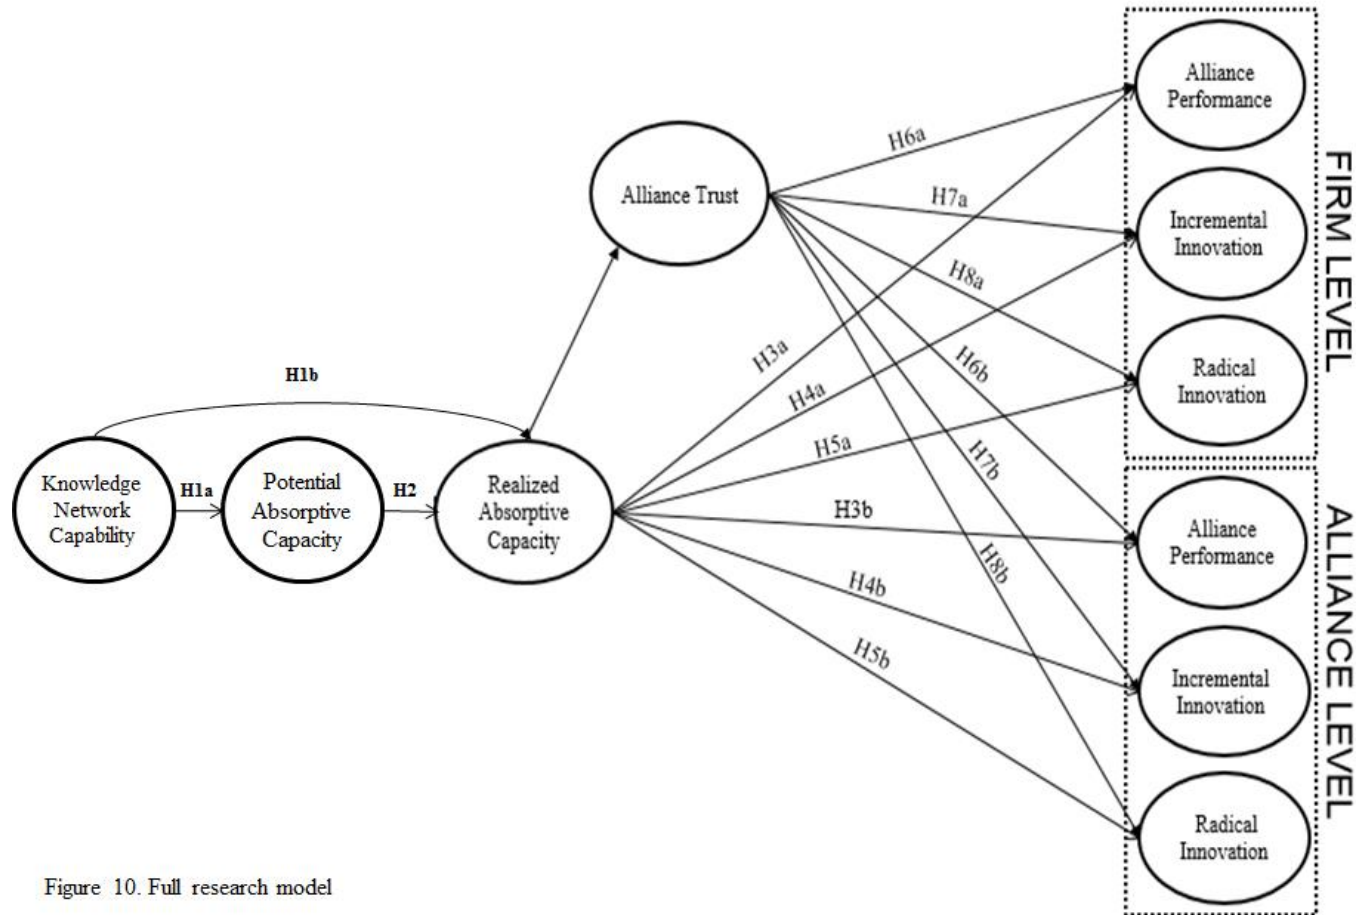 Alliance
Performance
H6a
Alliance Trust
H7a
Incremental
Innovation
H8a
FIRM LEVEL
H3a
H6b
Radical
Innovation
H1b
H4a
H5a
H7b
Knowledge
Network
Capability
H1a
Potential
Absorptive
Capacity
H2
Realized
Absorptive
Capacity
H3b
Alliance
Performance
H8b
H4b
ALLIANCE LEVEL
H5b
Incremental
Innovation
Radical
Innovation
Figure 10. Full research model